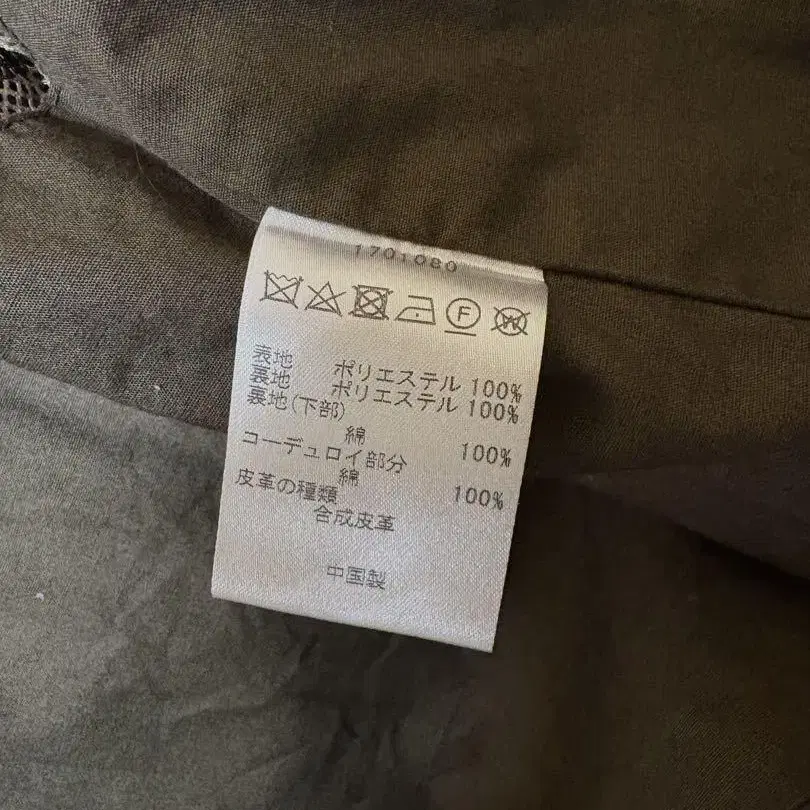 1701080
F
W
表地 ポリエステル 100%
裏地 ポリエステル 100%
裏地(下部)
綿 100%
コーデュロイ部分
綿 100%
皮革の種類
合成皮革
中国製